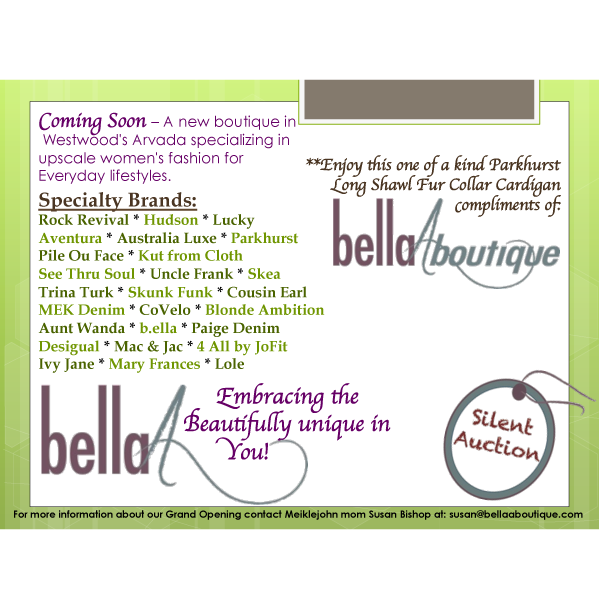 Coming Soon – A new boutique in
Westwood's Arvada specializing in
upscale women's fashion for
Everyday lifestyles.
Specialty Brands:
Rock Revival * Hudson * Lucky
Aventura * Australia Luxe * Parkhurst
Pile Ou Face * Kut from Cloth
See Thru Soul * Uncle Frank * Skea
Trina Turk * Skunk Funk * Cousin Earl
MEK Denim * CoVelo * Blonde Ambition
Aunt Wanda * b.ella * Paige Denim
Desigual * Mac & Jac * 4 All by JoFit
Ivy Jane * Mary Frances * Lole
**Enjoy this one of a kind Parkhurst
Long Shawl Fur Collar Cardigan
compliments of:
bellaAboutique
bellaA
Embracing the
Beautifully unique in
You!
Silent
Auction
For more information about our Grand Opening contact Meiklejohn mom Susan Bishop at: susan@bellaaboutique.com